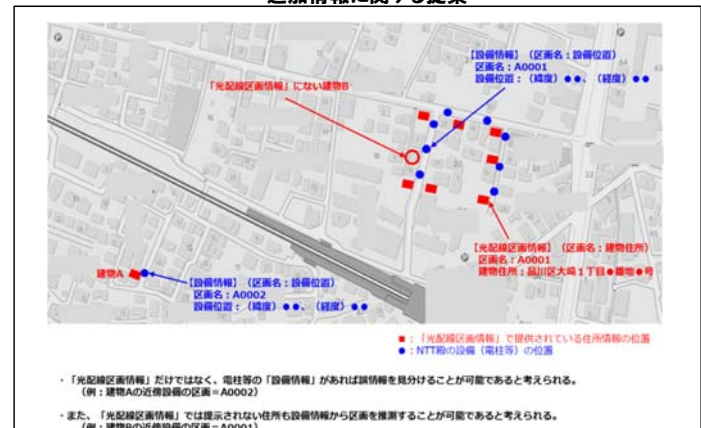 追加情報に関する提案
【設備情報】（区画名：設備位置）
区画名：A0001
設備位置：（緯度）●●、（経度）●●
「光配線区画情報」にない建物B
【光配線区画情報】（区画名：建物住所）
区画名：A0001
建物住所：品川区大崎１丁目●番地●号
建物A
【設備情報】（区画名：設備位置）
区画名：A0002
設備位置：（緯度）●●、（経度）●●
■：「光配線区画情報」で提供されている住所情報の位置
●：NTT殿の設備（電柱等）の位置
・「光配線区画情報」だけではなく、電柱等の「設備情報」があれば誤情報を見分けることが可能であると考えられる。
（例：建物Aの近傍設備の区画＝A0002）
・また、「光配線区画情報」では提示されない住所も設備情報から区画を推測することが可能であると考えられる。
（例：建物Bの近傍設備の区画＝A0001）